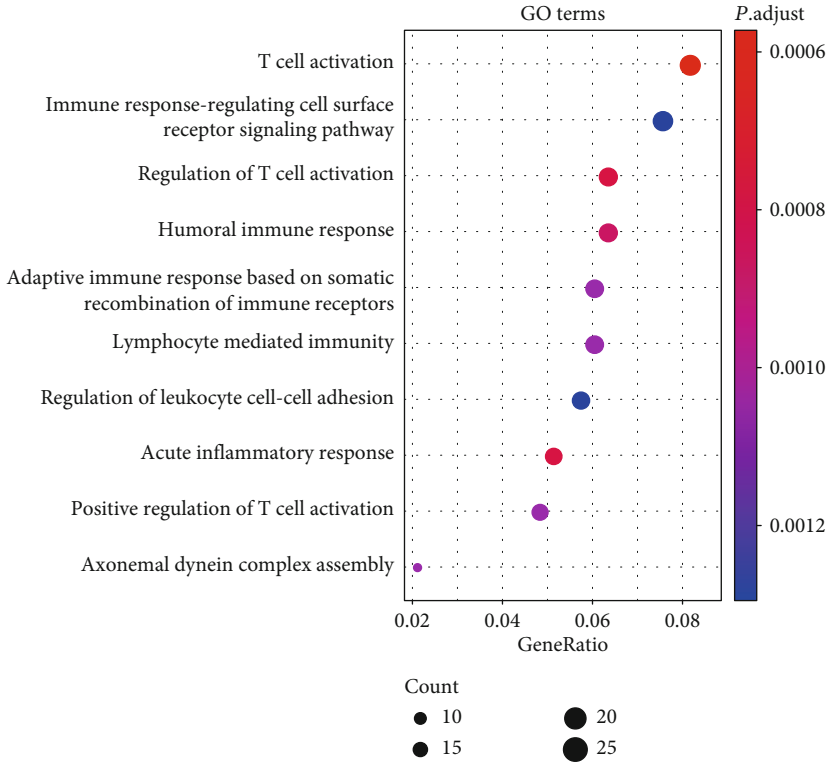 GO terms
P.adjust
T cell activation
Immune response-regulating cell surface
receptor signaling pathway
Regulation of T cell activation
Humoral immune response
Adaptive immune response based on somatic
recombination of immune receptors
Lymphocyte mediated immunity
Regulation of leukocyte cell-cell adhesion
Acute inflammatory response
Positive regulation of T cell activation
Axonemal dynein complex assembly
0.0006
0.0008
0.0010
0.0012
0.02 0.04 0.06 0.08
GeneRatio
Count
10 20
15 25